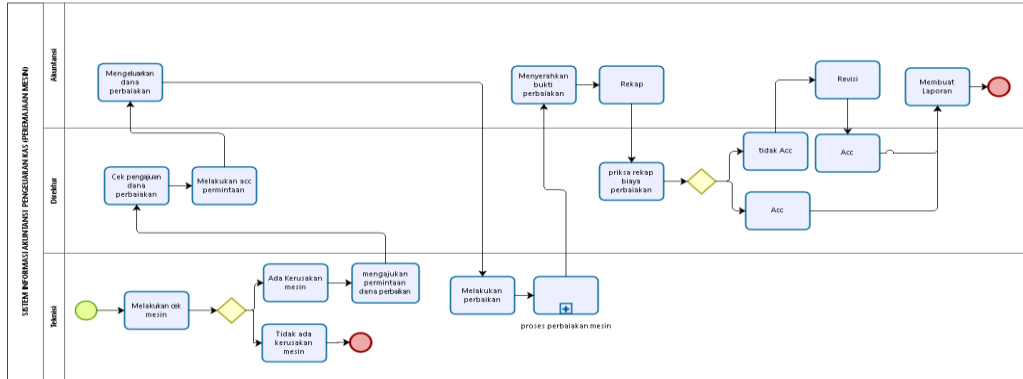 SISTEM INFORMASI AKUNTANSI PENGELUARAN KAS (PEREMAJAAN MESIN)
Akuntansi
Mengeluarkan
dana
perbaiakan
Menyerahkan
bukti
perbaiakan
Rekap
Revisi
Membuat
Laporan
Direktur
Cek pengajuan
dana
perbaiakan
Melakukan acc
permintaan
priksa rekap
biaya
perbaiakan
tidak Acc
Acc
Acc
Teknisi
Melakukan cek
mesin
Ada Kerusakan
mesin
mengajukan
permintaan
dana perbaikan
Tidak ada
kerusakan
mesin
Melakukan
perbaikan
proses perbaiakan mesin